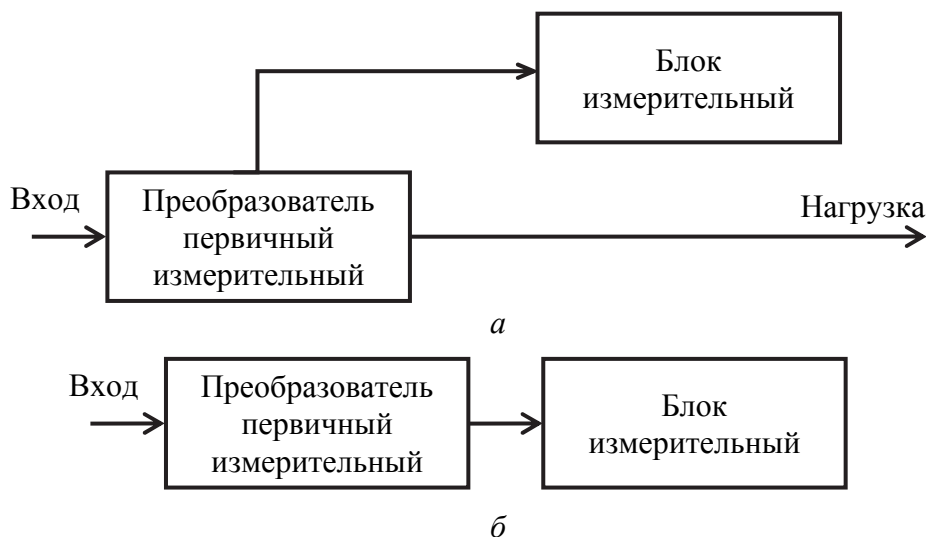 Блок
измерительный
Вход
Преобразователь
первичный
измерительный
Нагрузка
а
Вход
Преобразователь
первичный
измерительный
Блок
измерительный
б